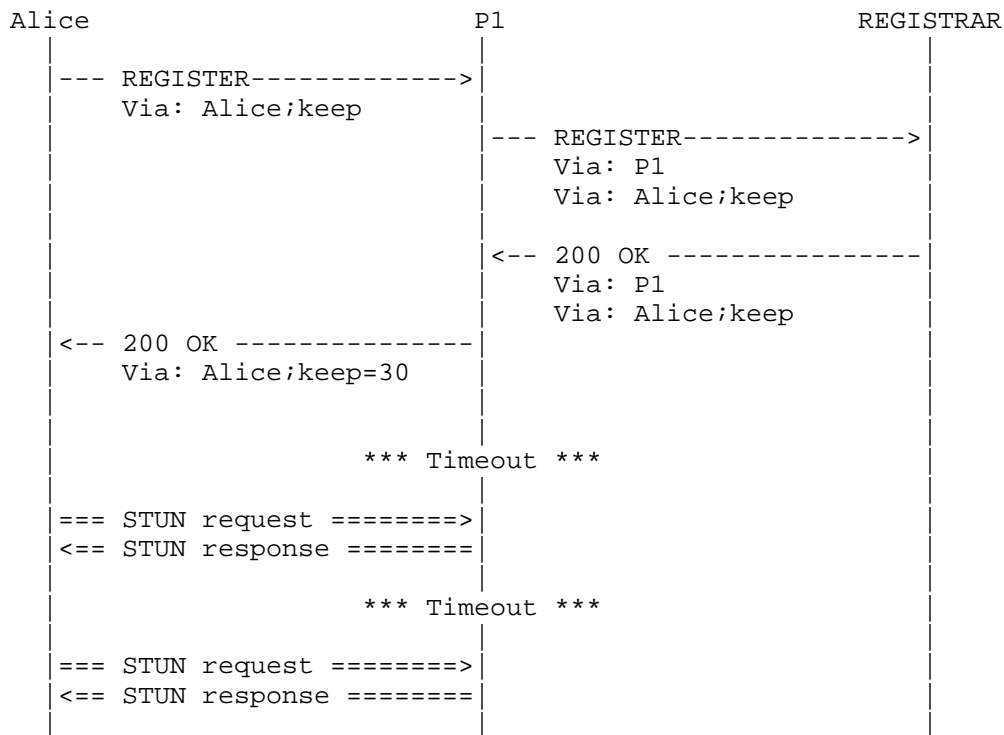 Alice P1 REGISTRAR
|--- REGISTER------------->|
Via: Alice;keep
|--- REGISTER-------------->|
Via: P1
Via: Alice;keep
|<-- 200 OK ----------------|
Via: P1
Via: Alice;keep
|<-- 200 OK ---------------|
Via: Alice;keep=30
*** Timeout ***
|=== STUN request ========>|
|<== STUN response ========|
*** Timeout ***
|=== STUN request ========>|
|<== STUN response ========|